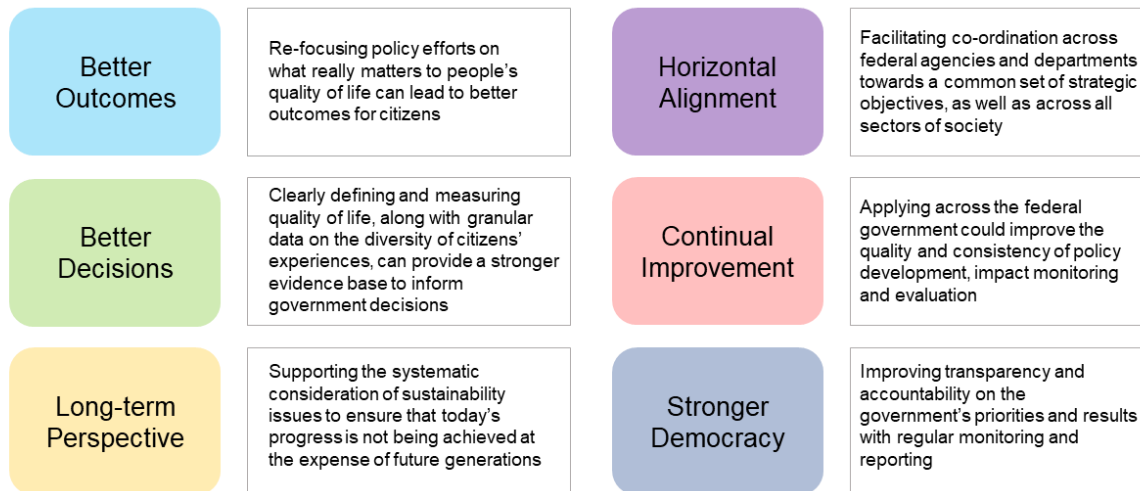 Better
Outcomes
Re-focusing policy efforts on
what really matters to people's
quality of life can lead to better
outcomes for citizens
Horizontal
Alignment
Facilitating co-ordination across
federal agencies and departments
towards a common set of strategic
objectives, as well as across all
sectors of society
Better
Decisions
Clearly defining and measuring
quality of life, along with granular
data on the diversity of citizens'
experiences, can provide a stronger
evidence base to inform
government decisions
Continual
Improvement
Applying across the federal
government could improve the
quality and consistency of policy
development, impact monitoring
and evaluation
Long-term
Perspective
Supporting the systematic
consideration of sustainability
issues to ensure that today's
progress is not being achieved at
the expense of future generations
Stronger
Democracy
Improving transparency and
accountability on the
government's priorities and results
with regular monitoring and
reporting